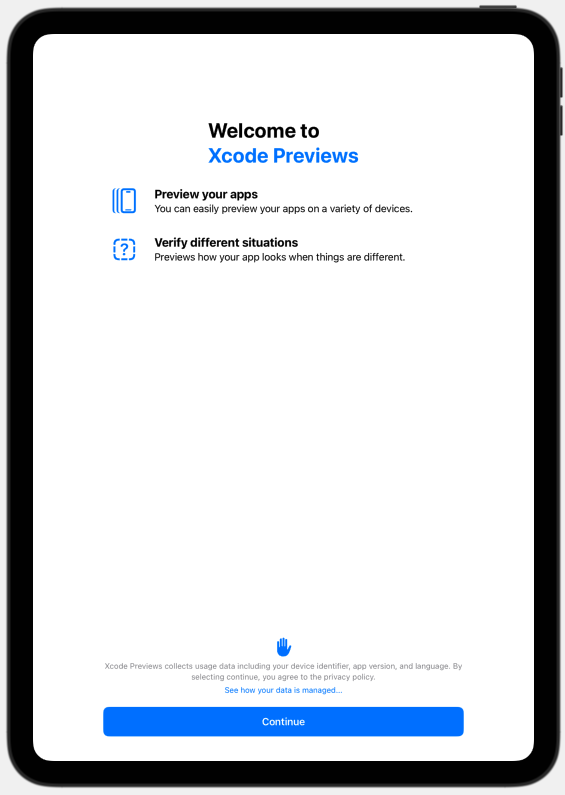 Welcome to
Xcode Previews
Preview your apps
You can easily preview your apps on a variety of devices.
Verify different situations
Previews how your app looks when things are different.
Xcode Previews collects usage data including your device identifier, app version, and language. By
selecting continue, you agree to the privacy policy.
See how your data is managed...
Continue